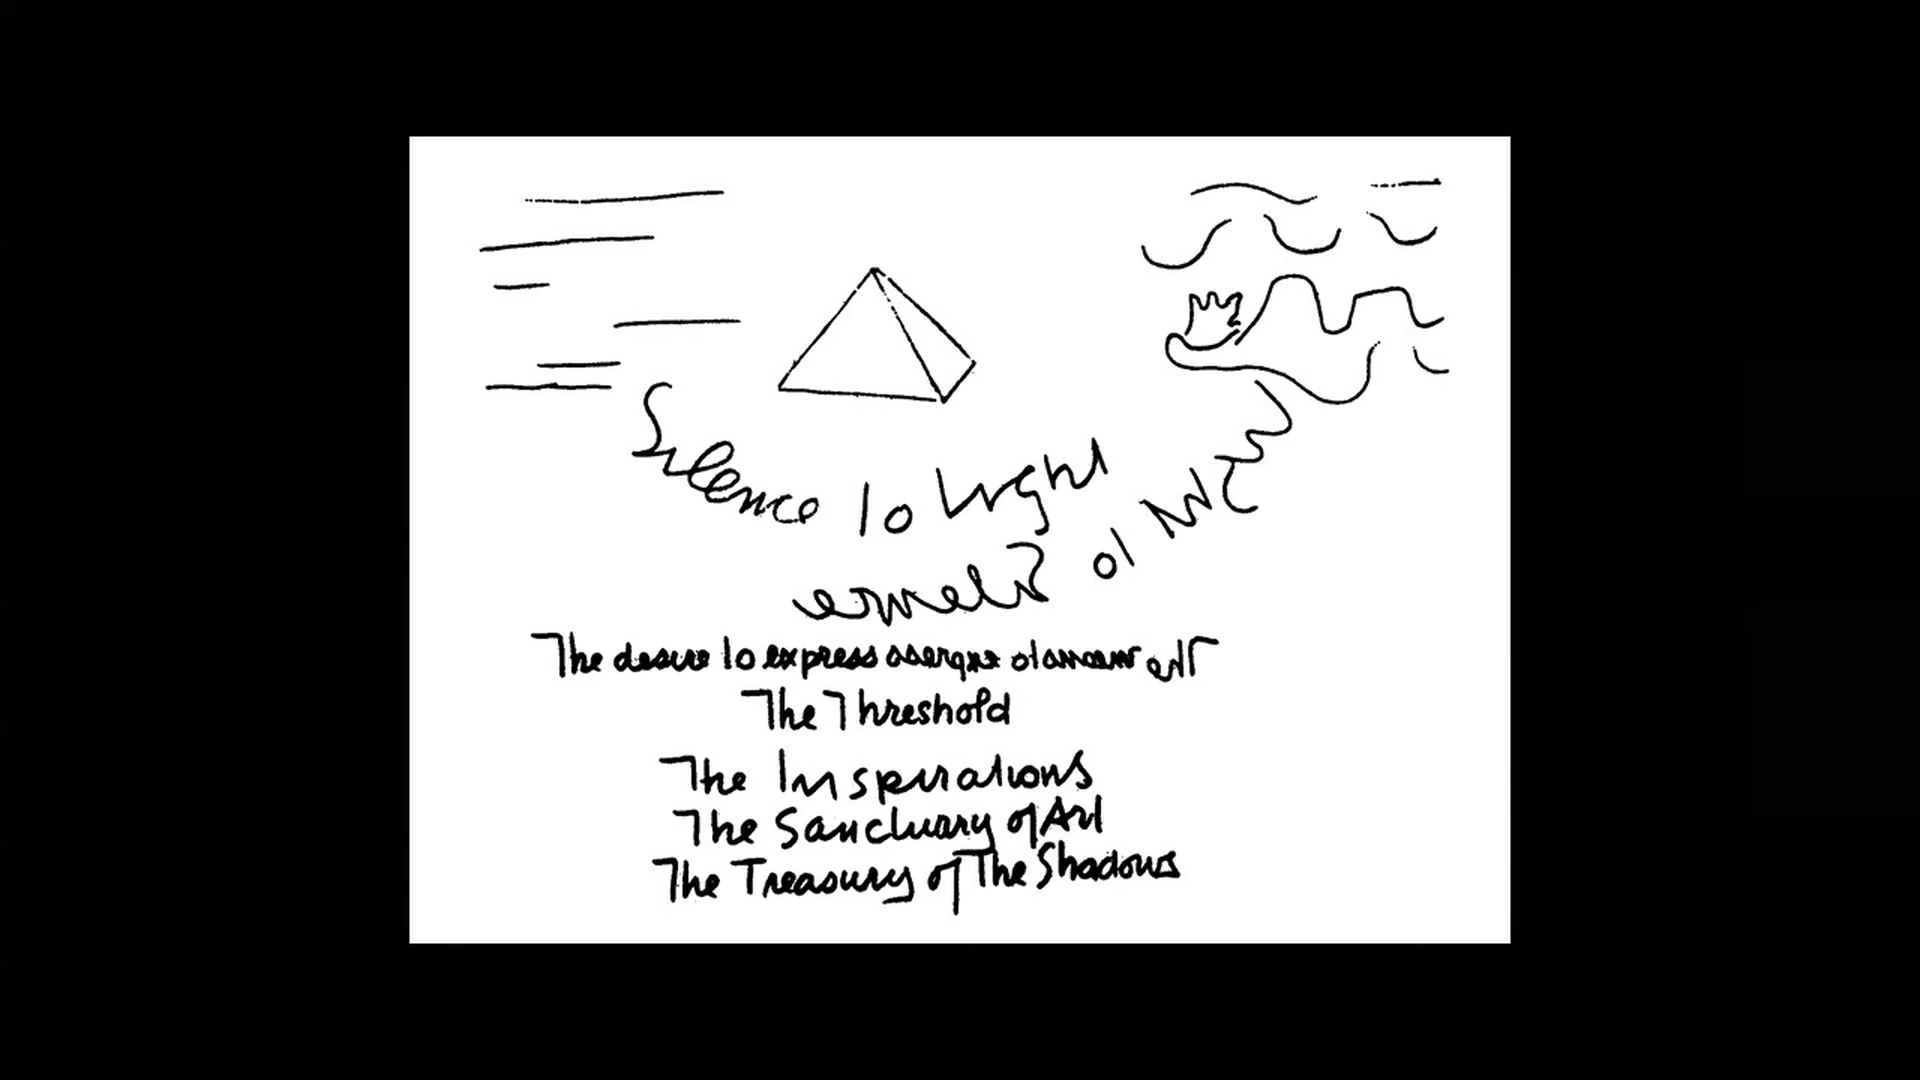 Silence to Light
Light to Silence
The desire to express express to means The
The Threshold
The Inspirations
The Sanctuary of Art
The Treasury of The Shadows